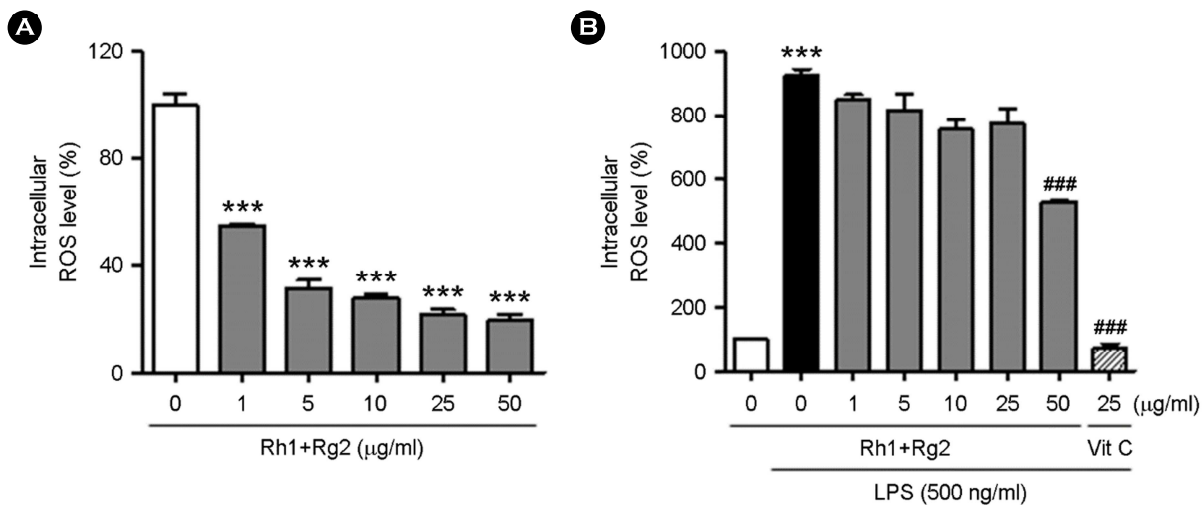 A
Intracellular
ROS level (%)
120
80
40
0
***
***
***
***
***
0 1 5 10 25 50
Rh1+Rg2 (μg/ml)
B
Intracellular
ROS level (%)
1000
800
600
400
200
0
***
###
###
0 0 1 5 10 25 50 25 (μg/ml)
Rh1+Rg2 Vit C
LPS (500 ng/ml)